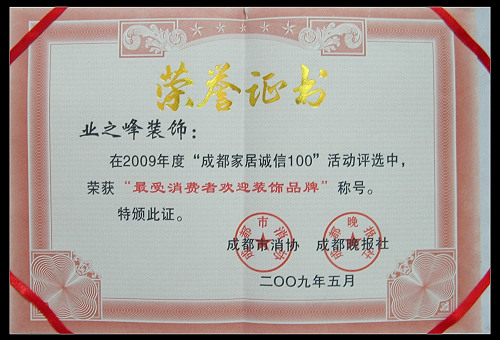 荣誉证书
业之峰装饰：
在2009年度“成都家居诚信100”活动评选中，
荣获“最受消费者欢迎装饰品牌”称号。
特颁此证。
成都市消协 成都晚报社
二〇〇九年五月